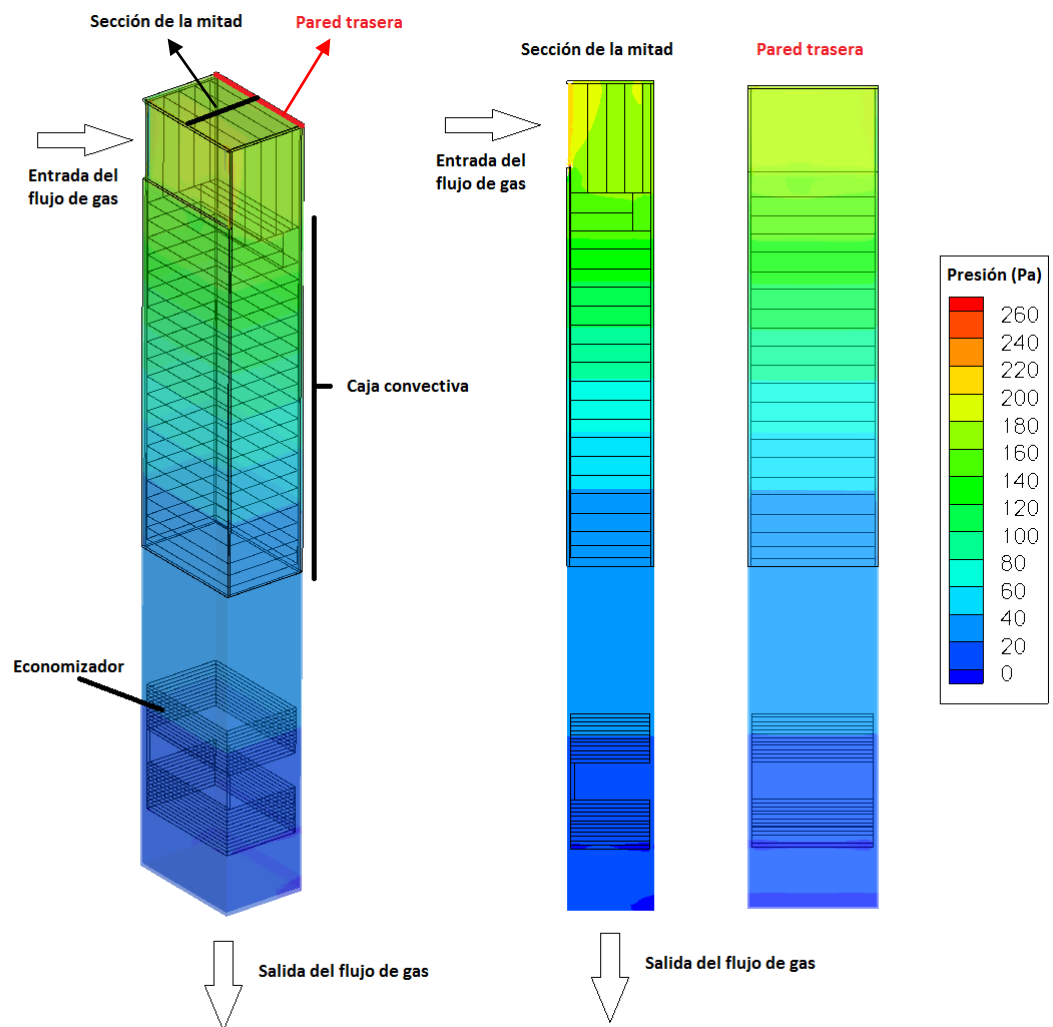 Sección de la mitad
Pared trasera
Sección de la mitad
Pared trasera
Entrada del
flujo de gas
Entrada del
flujo de gas
Presión (Pa)
260
240
220
200
180
160
140
120
100
80
60
40
20
0
Caja convectiva
Economizador
Salida del flujo de gas
Salida del flujo de gas